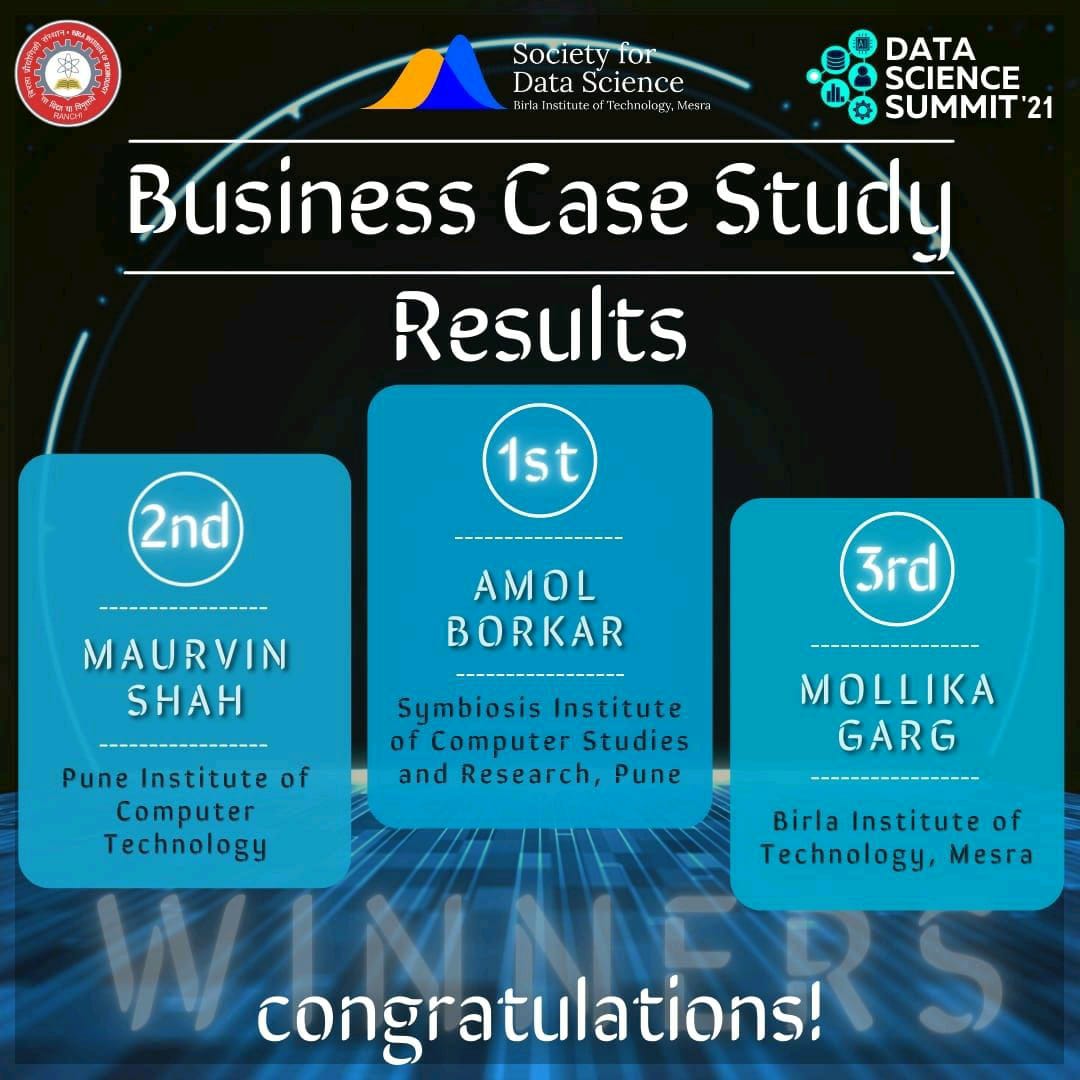 Society for
Data Science
Birla Institute of Technology, Mesra
DATA
SCIENCE
SUMMIT'21
RANCHI
Business Case Study
Results
1st
AMOL
BORKAR
Symbiosis Institute
of Computer Studies
and Research, Pune
2nd
MAURVIN
SHAH
Pune Institute of
Computer
Technology
3rd
MOLLIKA
GARG
Birla Institute of
Technology, Mesra
WINNERS
congratulations!